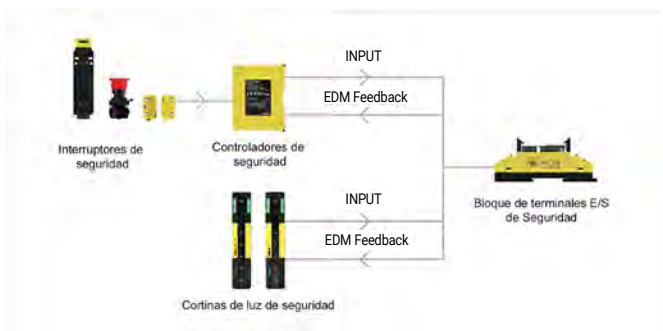 INPUT
EDM Feedback
Interruptores de
seguridad
Controladores de
seguridad
INPUT
EDM Feedback
Bloque de terminales E/S
de Seguridad
Cortinas de luz de seguridad